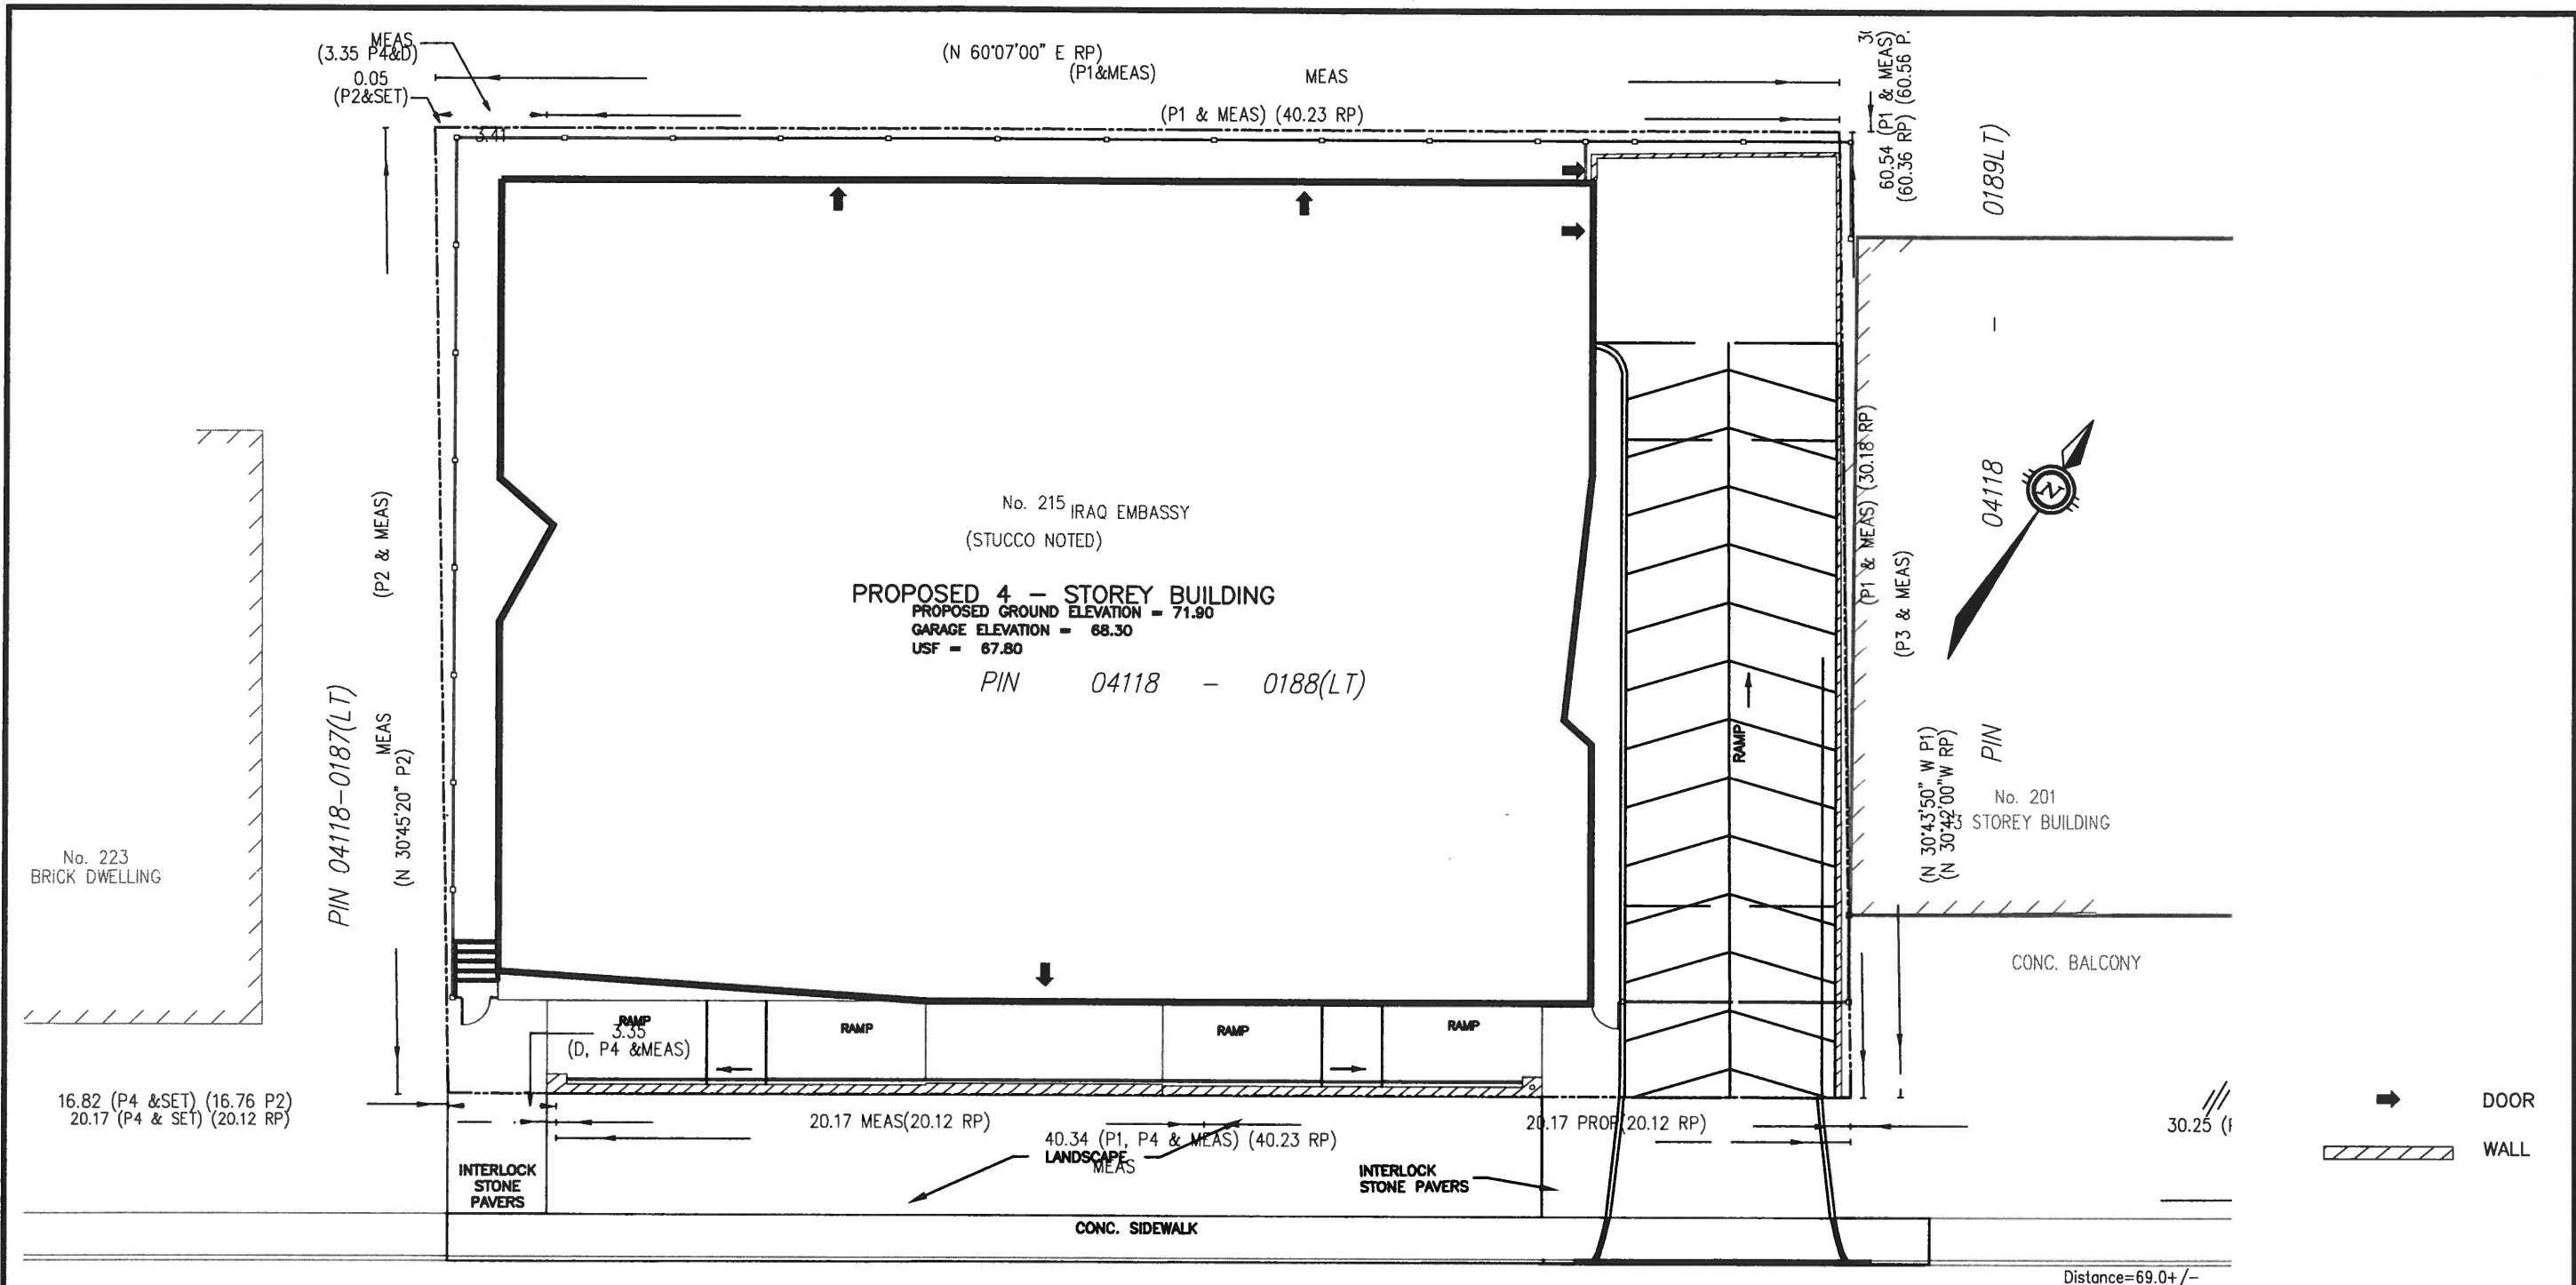 MEAS
(3.35 P4&D)
0.05
(P2&SET)
3.41
(N 60°07'00" E RP)
(P1&MEAS)
MEAS
(P1 & MEAS) (40.23 RP)
60.54 (P1 & MEAS)
(60.36 RP) (60.56 P.
0189(LT)
—
04118
PIN
(P1 & MEAS) (30.18 RP)
(P3 & MEAS)
N
(N 30°43'50" W P1)
(N 30°42'00"W RP)
No. 201
3 STOREY BUILDING
CONC. BALCONY
(P2 & MEAS)
MEAS
(N 30°45'20" P2)
PIN 04118-0187(LT)
No. 223
BRICK DWELLING
No. 215 IRAQ EMBASSY
(STUCCO NOTED)
PROPOSED 4 - STOREY BUILDING
PROPOSED GROUND ELEVATION = 71.90
GARAGE ELEVATION = 68.30
USF = 67.80
PIN 04118 - 0188(LT)
RAMP
RAMP
RAMP
RAMP
RAMP
3.35
(D, P4 &MEAS)
16.82 (P4 &SET) (16.76 P2)
20.17 (P4 & SET) (20.12 RP)
20.17 MEAS(20.12 RP)
40.34 (P1, P4 & MEAS) (40.23 RP)
MEAS
LANDSCAPE
20.17 PROP(20.12 RP)
30.25 (
INTERLOCK
STONE
PAVERS
INTERLOCK
STONE PAVERS
CONC. SIDEWALK
DOOR
WALL
Distance=69.0+/-